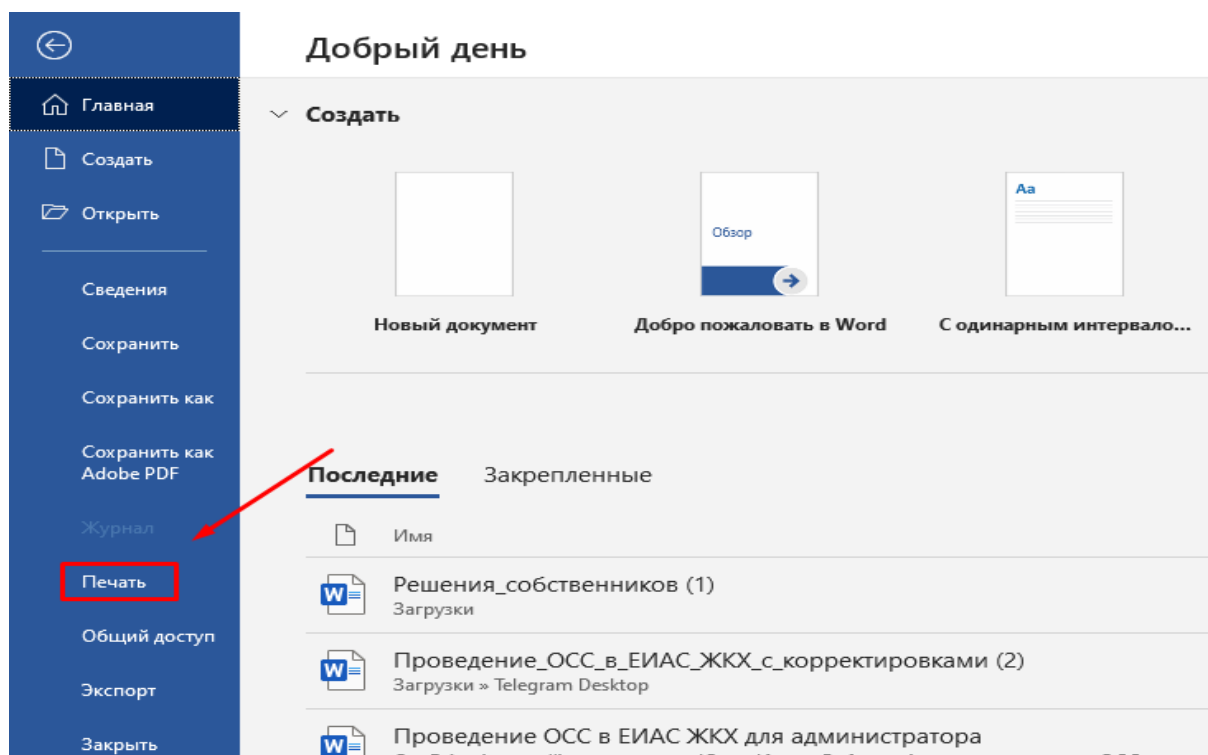 Добрый день
Главная
Создать
Открыть
Сведения
Сохранить
Сохранить как
Сохранить как
Adobe PDF
Журнал
Печать
Общий доступ
Экспорт
Закрыть
Создать
Aa
Обзор
Новый документ
Добро пожаловать в Word
С одинарным интервало...
Последние
Закрепленные
Имя
W
Решения_собственников (1)
Загрузки
W
Проведение_ОСС_в_ЕИАС_ЖКХ_с_корректировками (2)
Загрузки » Telegram Desktop
W
Проведение ОСС в ЕИАС ЖКХ для администратора